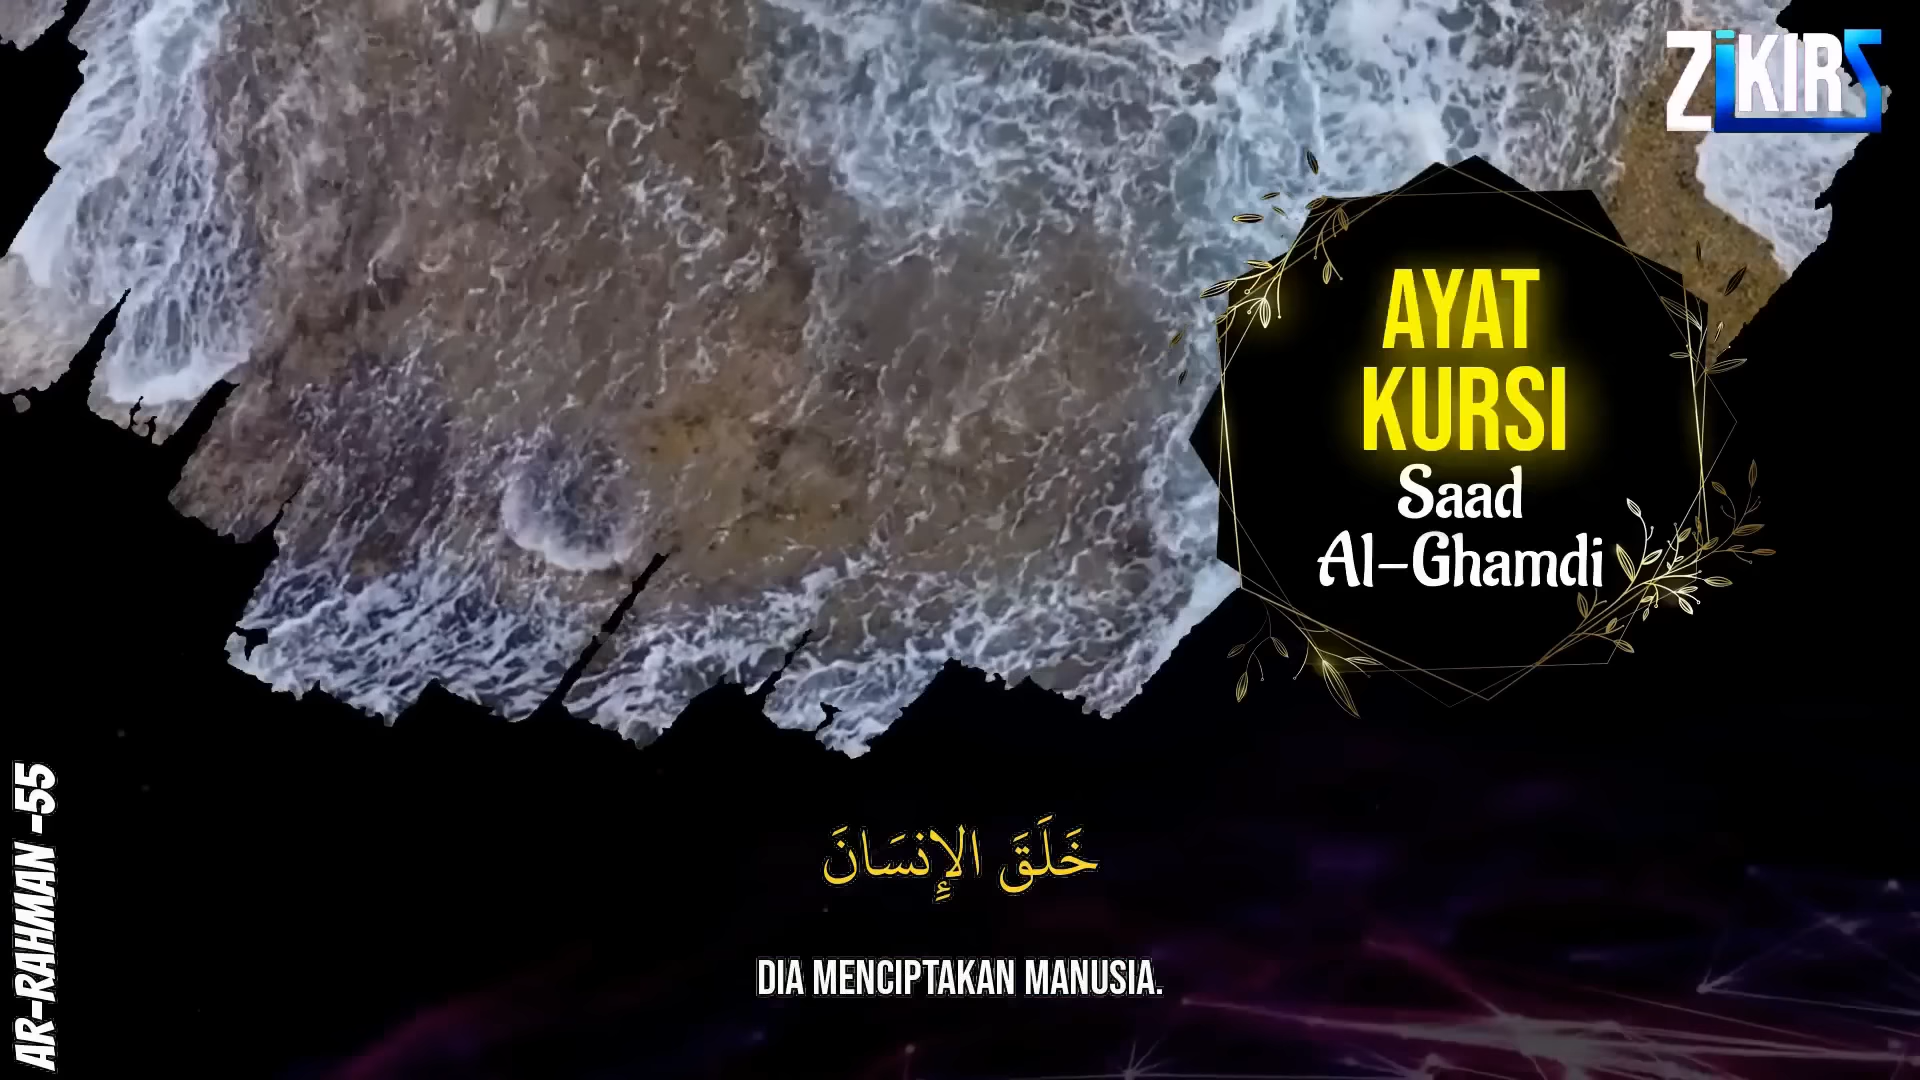 ZiKIRS
AYAT
KURSI
Saad
Al-Ghamdi
خَلَقَ الإِنسَانَ
DIA MENCIPTAKAN MANUSIA.
AR-RAHMAN -55